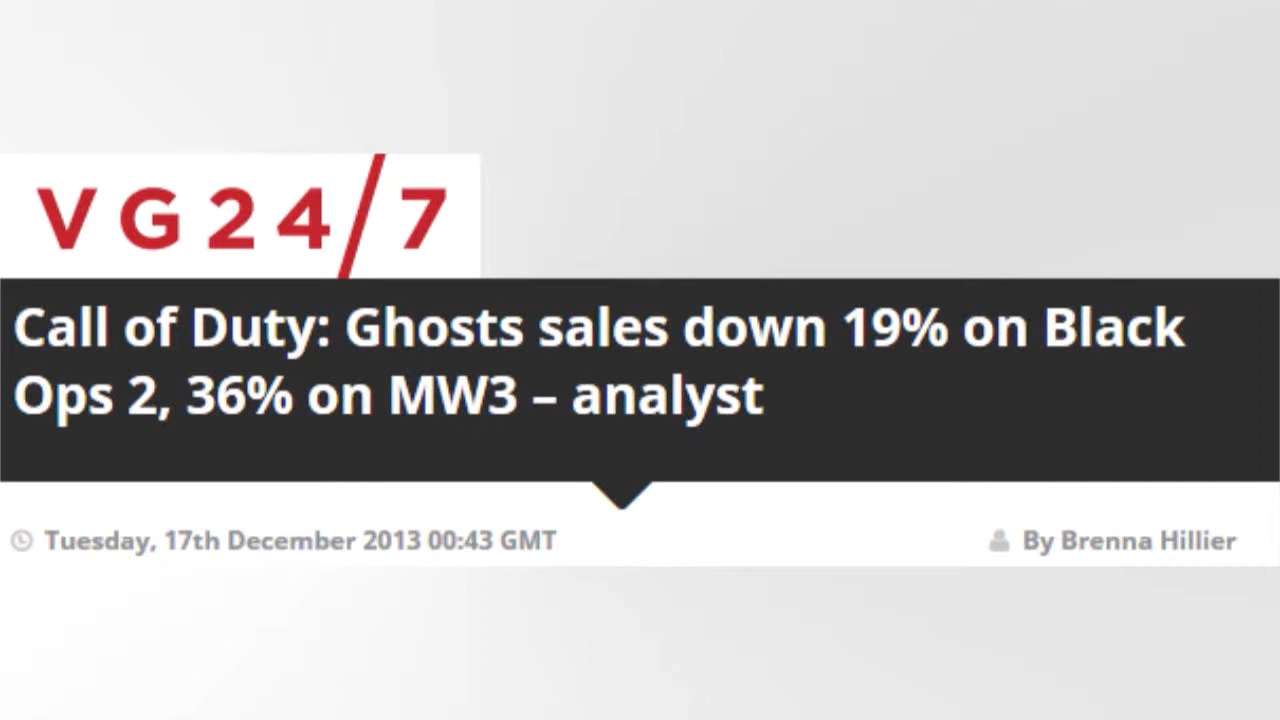 VG24/7
Call of Duty: Ghosts sales down 19% on Black
Ops 2, 36% on MW3 – analyst
Tuesday, 17th December 2013 00:43 GMT
By Brenna Hillier